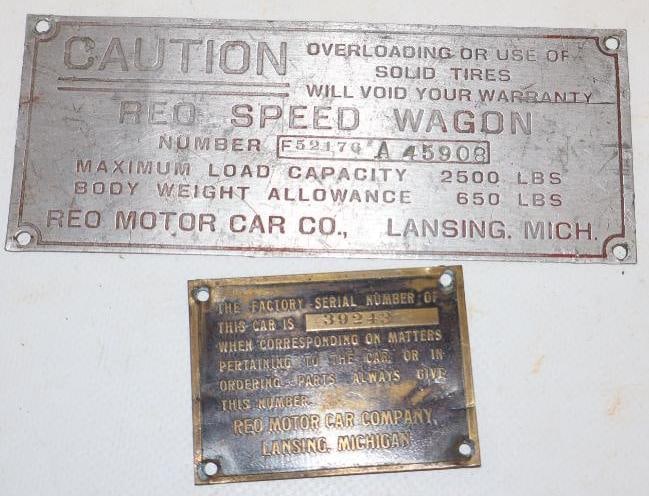 CAUTION
OVERLOADING OR USE OF
SOLID TIRES
WILL VOID YOUR WARRANTY
REO SPEED WAGON
NUMBER A 45908
MAXIMUM LOAD CAPACITY 2500 LBS
BODY WEIGHT ALLOWANCE 650 LBS
REO MOTOR CAR CO., LANSING, MICH.
THE FACTORY SERIAL NUMBER OF
THIS CAR IS 39243
WHEN CORRESPONDING ON MATTERS
PERTAINING TO THE CAR OR IN
ORDERING PARTS ALWAYS GIVE
THIS NUMBER.
REO MOTOR CAR COMPANY,
LANSING, MICHIGAN